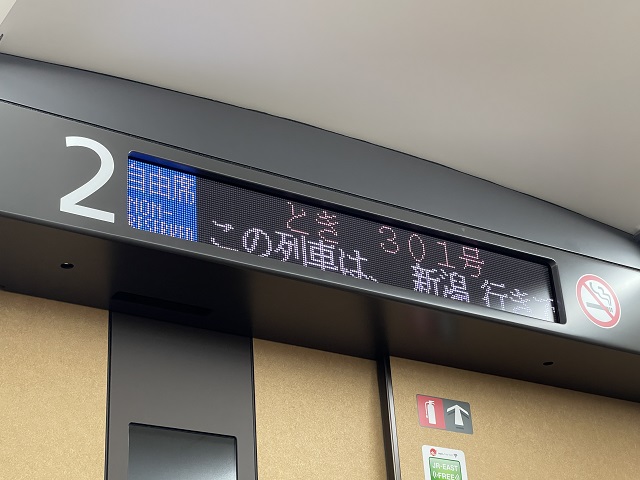 2
自由席
とき 301号
この列車は、 新潟 行きで
JR-EAST
FREE